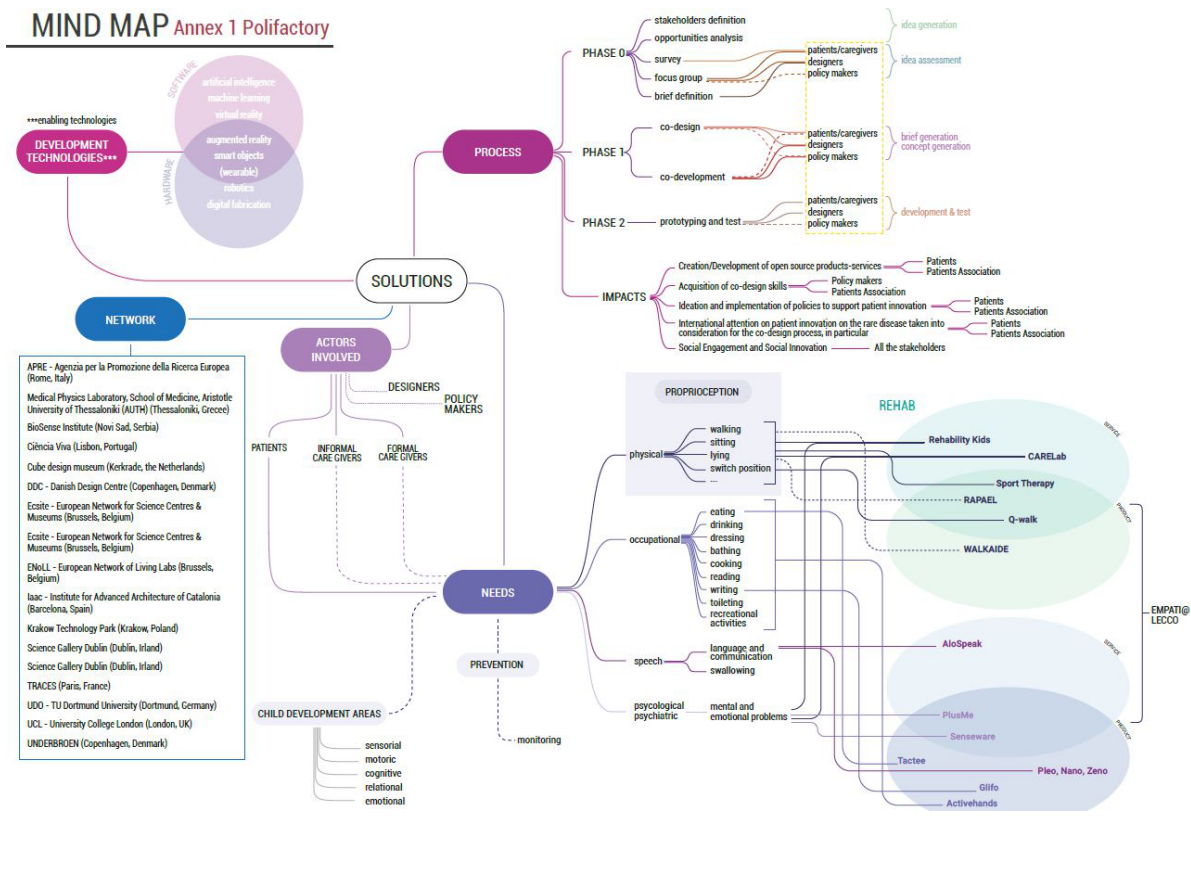 MIND MAP Annex 1 Polifactory
SOFTWARE
artificial intelligence
machine learning
virtual reality
augmented reality
smart objects
(wearable)
robotics
digital fabrication
HARDWARE
***enabling technologies
DEVELOPMENT
TECHNOLOGIES***
SOLUTIONS
PROCESS
PHASE 0
stakeholders definition
opportunities analysis
survey
focus group
brief definition
patients/caregivers
designers
policy makers
idea generation
idea assessment
PHASE 1
co-design
co-development
patients/caregivers
designers
policy makers
brief generation
concept generation
PHASE 2
prototyping and test
patients/caregivers
designers
policy makers
development & test
IMPACTS
Creation/Development of open source products-services
Patients
Patients Association
Acquisition of co-design skills
Policy makers
Patients Association
Ideation and implementation of policies to support patient innovation
Patients
Patients Association
International attention on patient innovation on the rare disease taken into
consideration for the co-design process, in particular
Patients
Patients Association
Social Engagement and Social Innovation
All the stakeholders
NETWORK
APRE - Agenzia per la Promozione della Ricerca Europea
(Rome, Italy)
Medical Physics Laboratory, School of Medicine, Aristotle
University of Thessaloniki (AUTH) (Thessaloniki, Grecee)
BioSense Institute (Novi Sad, Serbia)
Ciência Viva (Lisbon, Portugal)
Cube design museum (Kerkrade, the Netherlands)
DDC - Danish Design Centre (Copenhagen, Denmark)
Ecsite - European Network for Science Centres &
Museums (Brussels, Belgium)
Ecsite - European Network for Science Centres &
Museums (Brussels, Belgium)
ENoLL - European Network of Living Labs (Brussels,
Belgium)
Iaac - Institute for Advanced Architecture of Catalonia
(Barcelona, Spain)
Krakow Technology Park (Krakow, Poland)
Science Gallery Dublin (Dublin, Irland)
Science Gallery Dublin (Dublin, Irland)
TRACES (Paris, France)
UDO - TU Dortmund University (Dortmund, Germany)
UCL - University College London (London, UK)
UNDERBROEN (Copenhagen, Denmark)
ACTORS
INVOLVED
DESIGNERS
POLICY
MAKERS
PATIENTS
INFORMAL
CARE GIVERS
FORMAL
CARE GIVERS
NEEDS
PREVENTION
monitoring
CHILD DEVELOPMENT AREAS
sensorial
motoric
cognitive
relational
emotional
PROPRIOCEPTION
physical
walking
sitting
lying
switch position
...
occupational
eating
drinking
dressing
bathing
cooking
reading
writing
toileting
recreational
activities
speech
language and
communication
swallowing
psycological
psychiatric
mental and
emotional problems
REHAB
SERVICE
Rehability Kids
CARELab
Sport Therapy
RAPAEL
PRODUCT
Q-walk
WALKAIDE
EMPATI@
LECCO
SERVICE
AloSpeak
PlusMe
PRODUCT
Senseware
Tactee
Pleo, Nano, Zeno
Glifo
Activehands